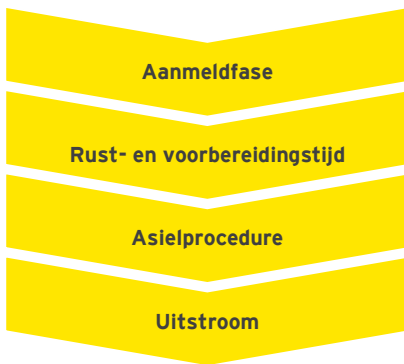 Aanmeldfase
Rust- en voorbereidingstijd
Asielprocedure
Uitstroom